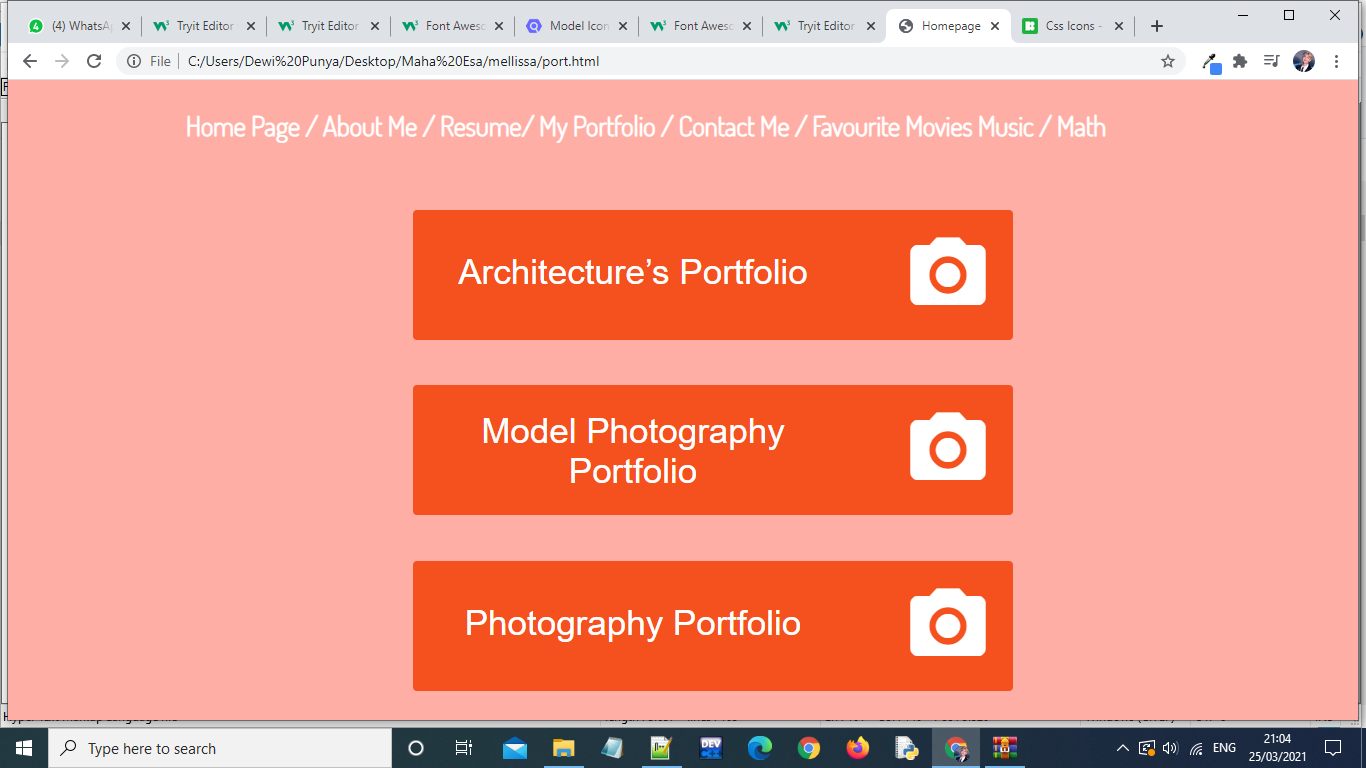 (4) WhatsA
Tryit Editor
Tryit Editor
Font Aweso
Model Icon
Font Aweso
Tryit Editor
Homepage
Css Icons -
File
C:/Users/Dewi%20Punya/Desktop/Maha%20Esa/mellissa/port.html
Home Page / About Me / Resume/ My Portfolio / Contact Me / Favourite Movies Music / Math
Architecture’s Portfolio
Model Photography
Portfolio
Photography Portfolio
Type here to search
DEV
ENG
21:04
25/03/2021